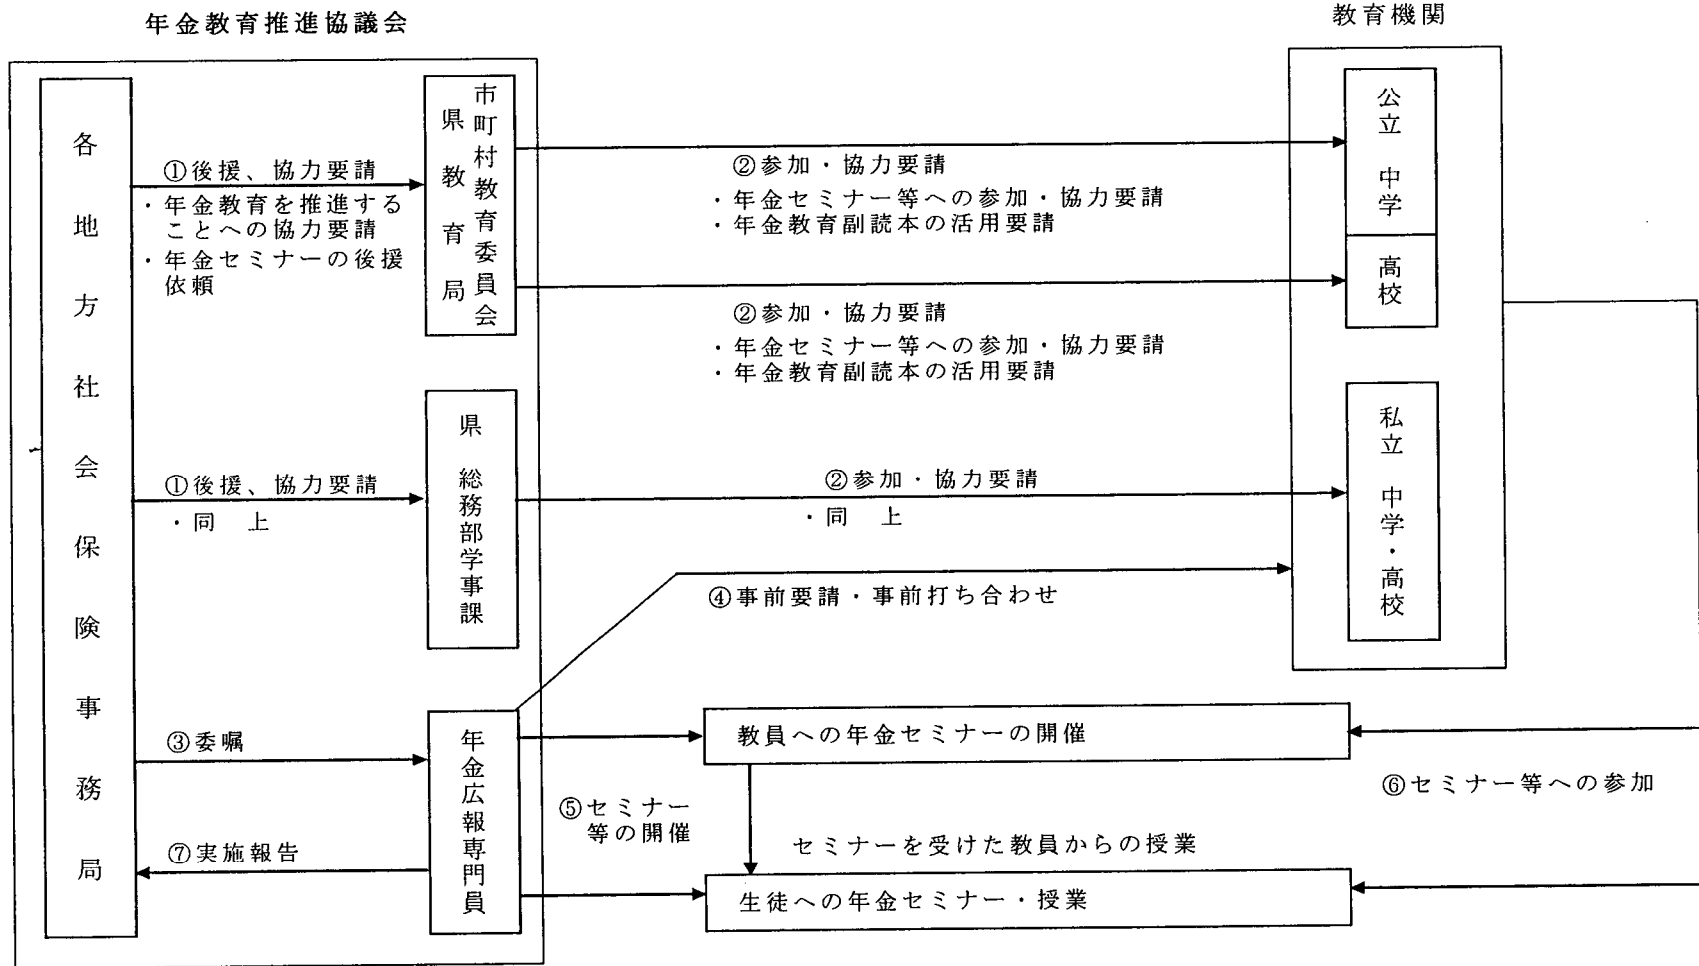 年金教育推進協議会
教育機関
各地方社会保険事務局
①後援、協力要請
・年金教育を推進する
ことへの協力要請
・年金セミナーの後援
依頼
市町村教育委員会
県教育局
②参加・協力要請
・年金セミナー等への参加・協力要請
・年金教育副読本の活用要請
公立 中学
高校
②参加・協力要請
・年金セミナー等への参加・協力要請
・年金教育副読本の活用要請
①後援、協力要請
・同 上
県 総務部学事課
②参加・協力要請
・同 上
私立 中学・高校
④事前要請・事前打ち合わせ
③委嘱
⑦実施報告
年金広報専門員
⑤セミナー
等の開催
教員への年金セミナーの開催
セミナーを受けた教員からの授業
生徒への年金セミナー・授業
⑥セミナー等への参加